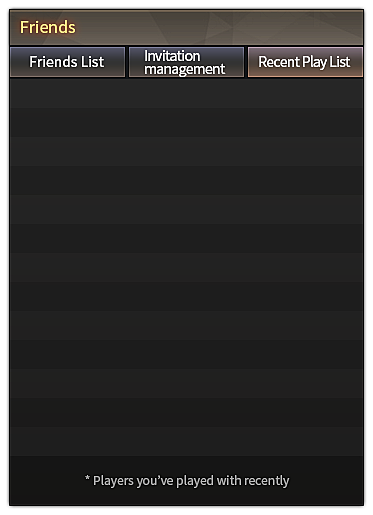 Friends
Friends List
Invitation
management
Recent Play List
* Players you've played with recently